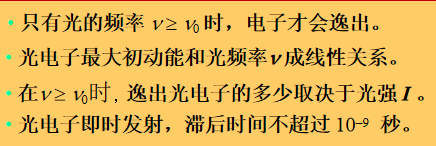 ·只有光的频率 ν ≥ ν₀ 时，电子才会逸出。
·光电子最大初动能和光频率ν成线性关系。
·在ν ≥ ν₀时，逸出光电子的多少取决于光强 I 。
·光电子即时发射，滞后时间不超过 10⁻⁹ 秒。